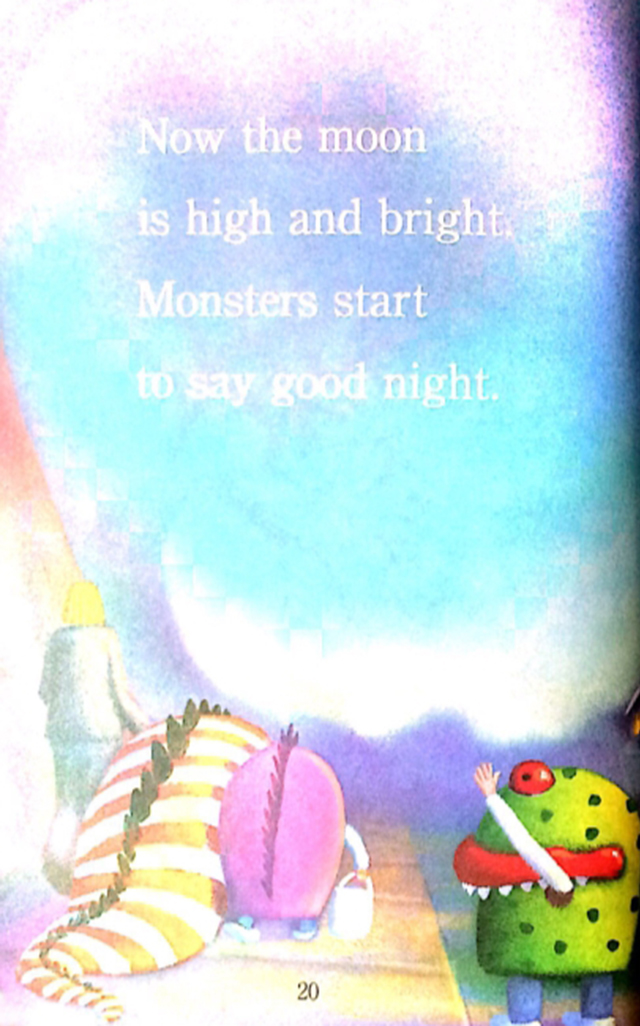 Now the moon
is high and bright.
Monsters start
to say good night.
20